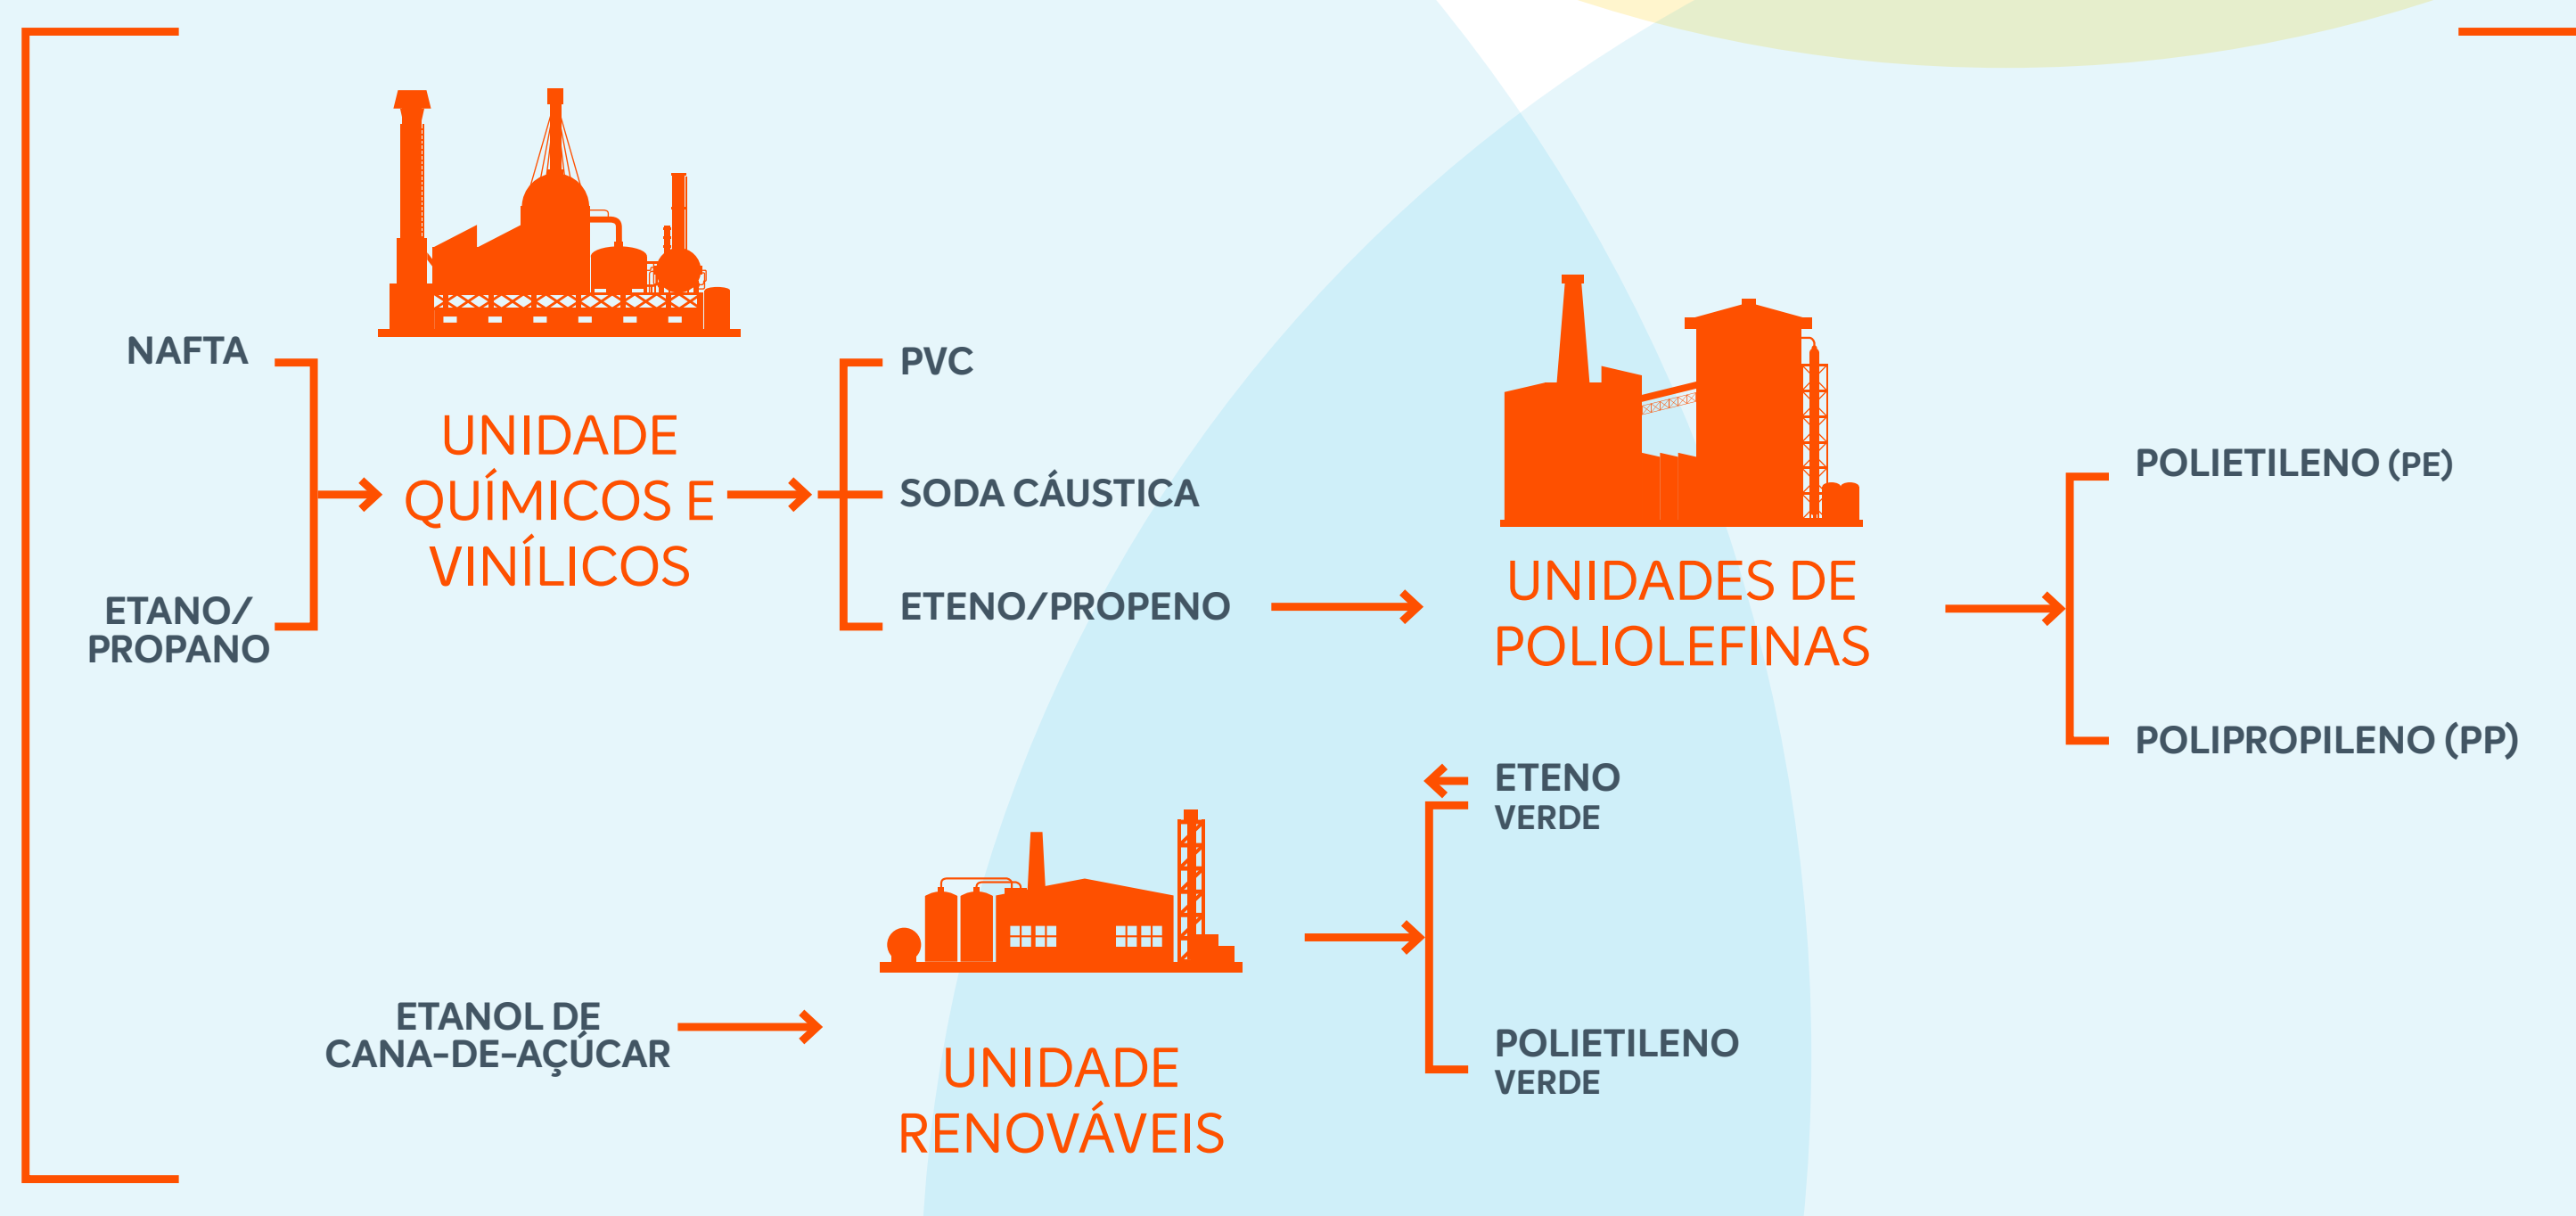 NAFTA
ETANO/
PROPANO
UNIDADE
QUÍMICOS E
VINÍLICOS
PVC
SODA CÁUSTICA
ETENO/PROPENO
UNIDADES DE
POLIOLEFINAS
POLIETILENO (PE)
POLIPROPILENO (PP)
ETANOL DE
CANA-DE-AÇÚCAR
UNIDADE
RENOVÁVEIS
ETENO
VERDE
POLIETILENO
VERDE